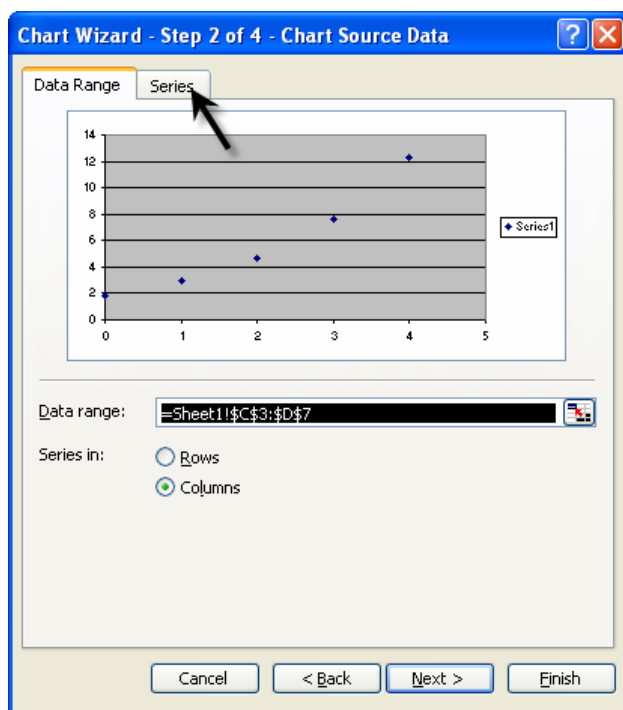 Chart Wizard - Step 2 of 4 - Chart Source Data
Data Range Series
14
12
10
8
6
4
2
0
0 1 2 3 4 5
Series1
Data range: =Sheet1!$C$3:$D$7
Series in: Rows
Columns
Cancel < Back Next > Finish